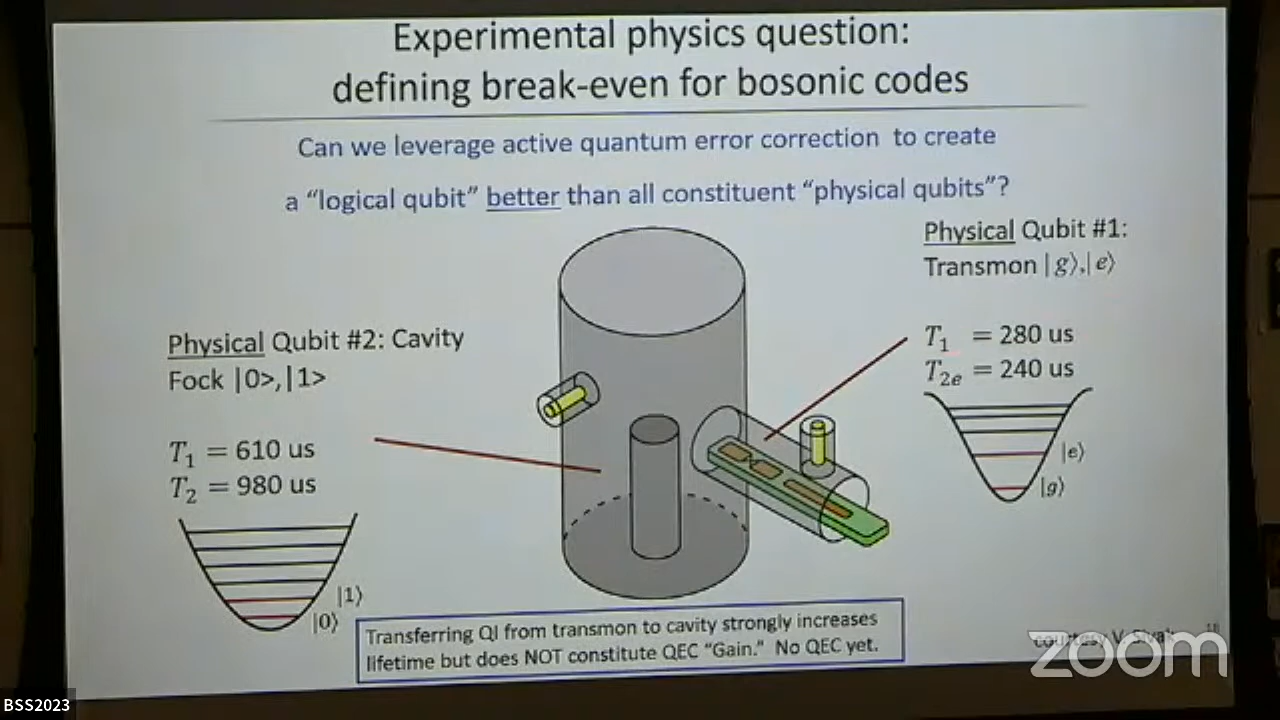 Experimental physics question:
defining break-even for bosonic codes
Can we leverage active quantum error correction to create
a “logical qubit” better than all constituent “physical qubits”?
Physical Qubit #1:
Transmon |g⟩,|e⟩
T₁ = 280 us
T₂ₑ = 240 us
|e⟩
|g⟩
Physical Qubit #2: Cavity
Fock |0>,|1>
T₁ = 610 us
T₂ = 980 us
|1⟩
|0⟩
Transferring QI from transmon to cavity strongly increases
lifetime but does NOT constitute QEC “Gain.” No QEC yet.
courtesy V.
zoom
BSS2023